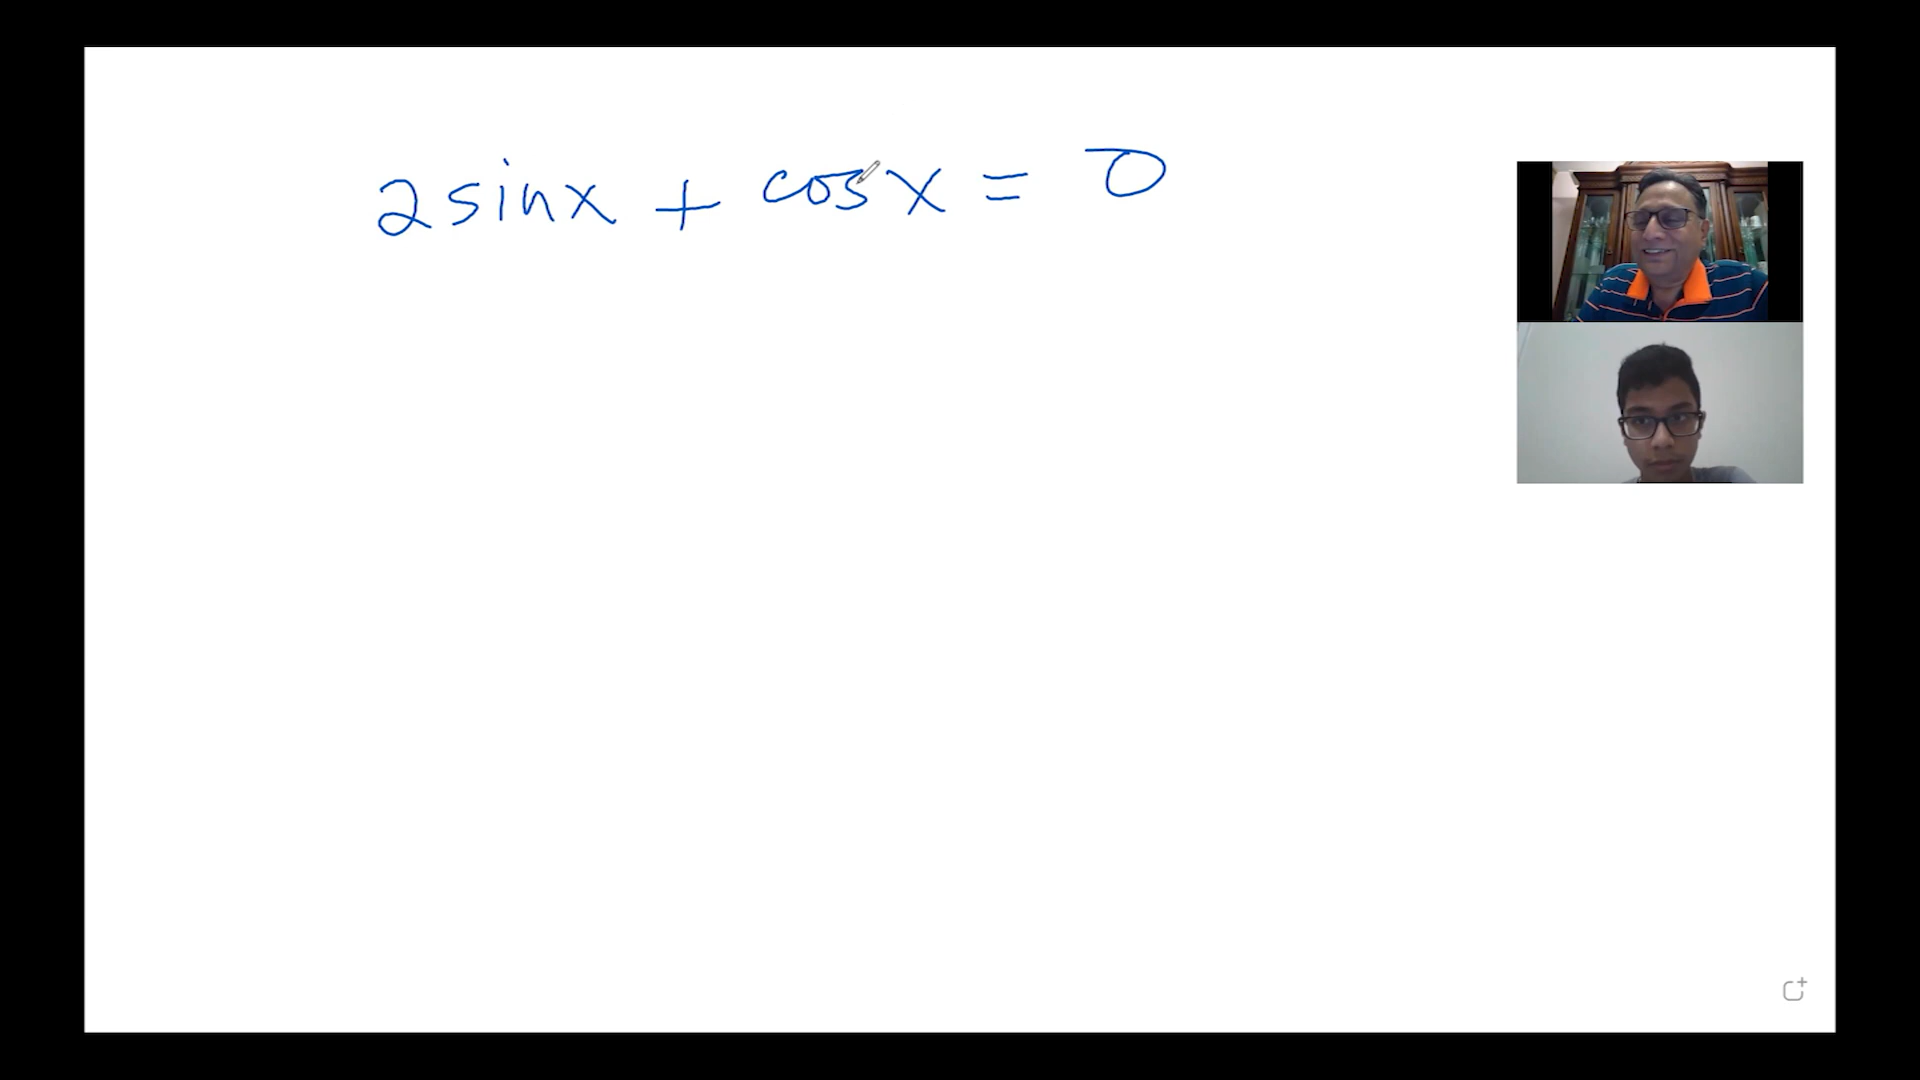 2sinx + cosx = 0